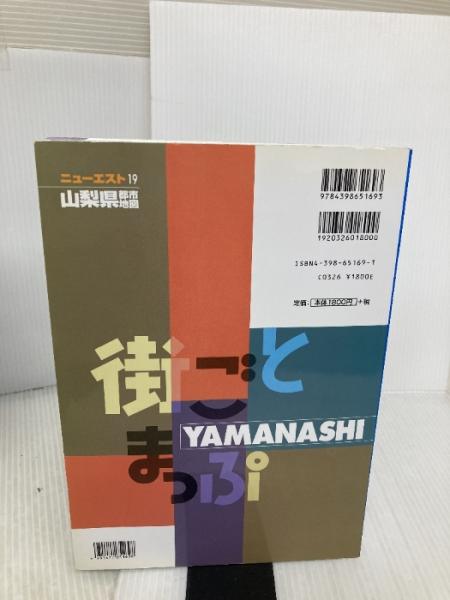 ニューエスト19
山梨県都市地図
9784398651693
1920326018000
ISBN4-398-65169-1
C0326 ¥1800E
定価：本体1800円+税
街ごと
まっぷ
YAMANASHI